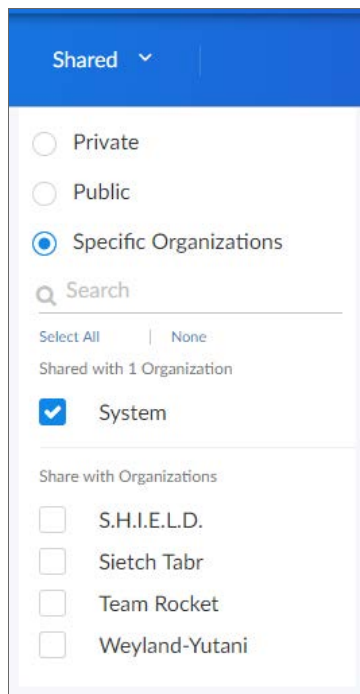 Shared
Private
Public
Specific Organizations
Search
Select All | None
Shared with 1 Organization
System
Share with Organizations
S.H.I.E.L.D.
Sietch Tabr
Team Rocket
Weyland-Yutani